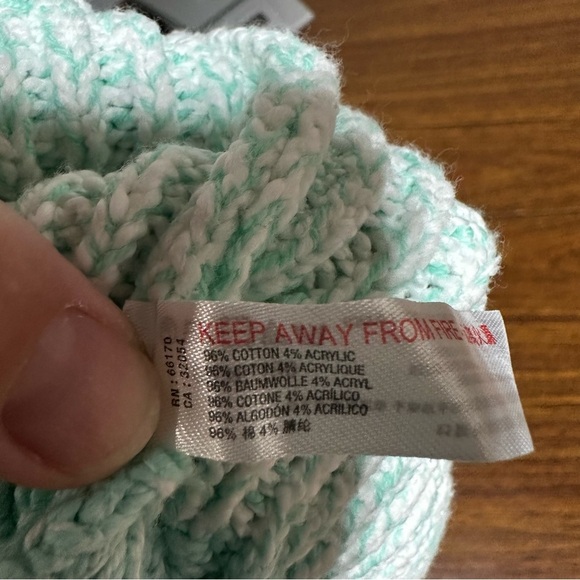 KEEP AWAY FROM FIRE
96% COTTON 4% ACRYLIC
96% COTON 4% ACRYLIQUE
96% BAUMWOLLE 4% ACRYL
96% COTONE 4% ACRILICO
96% ALGODÓN 4% ACRILICO
96% 棉 4% 腈纶
RN: 66170
CA: 32054